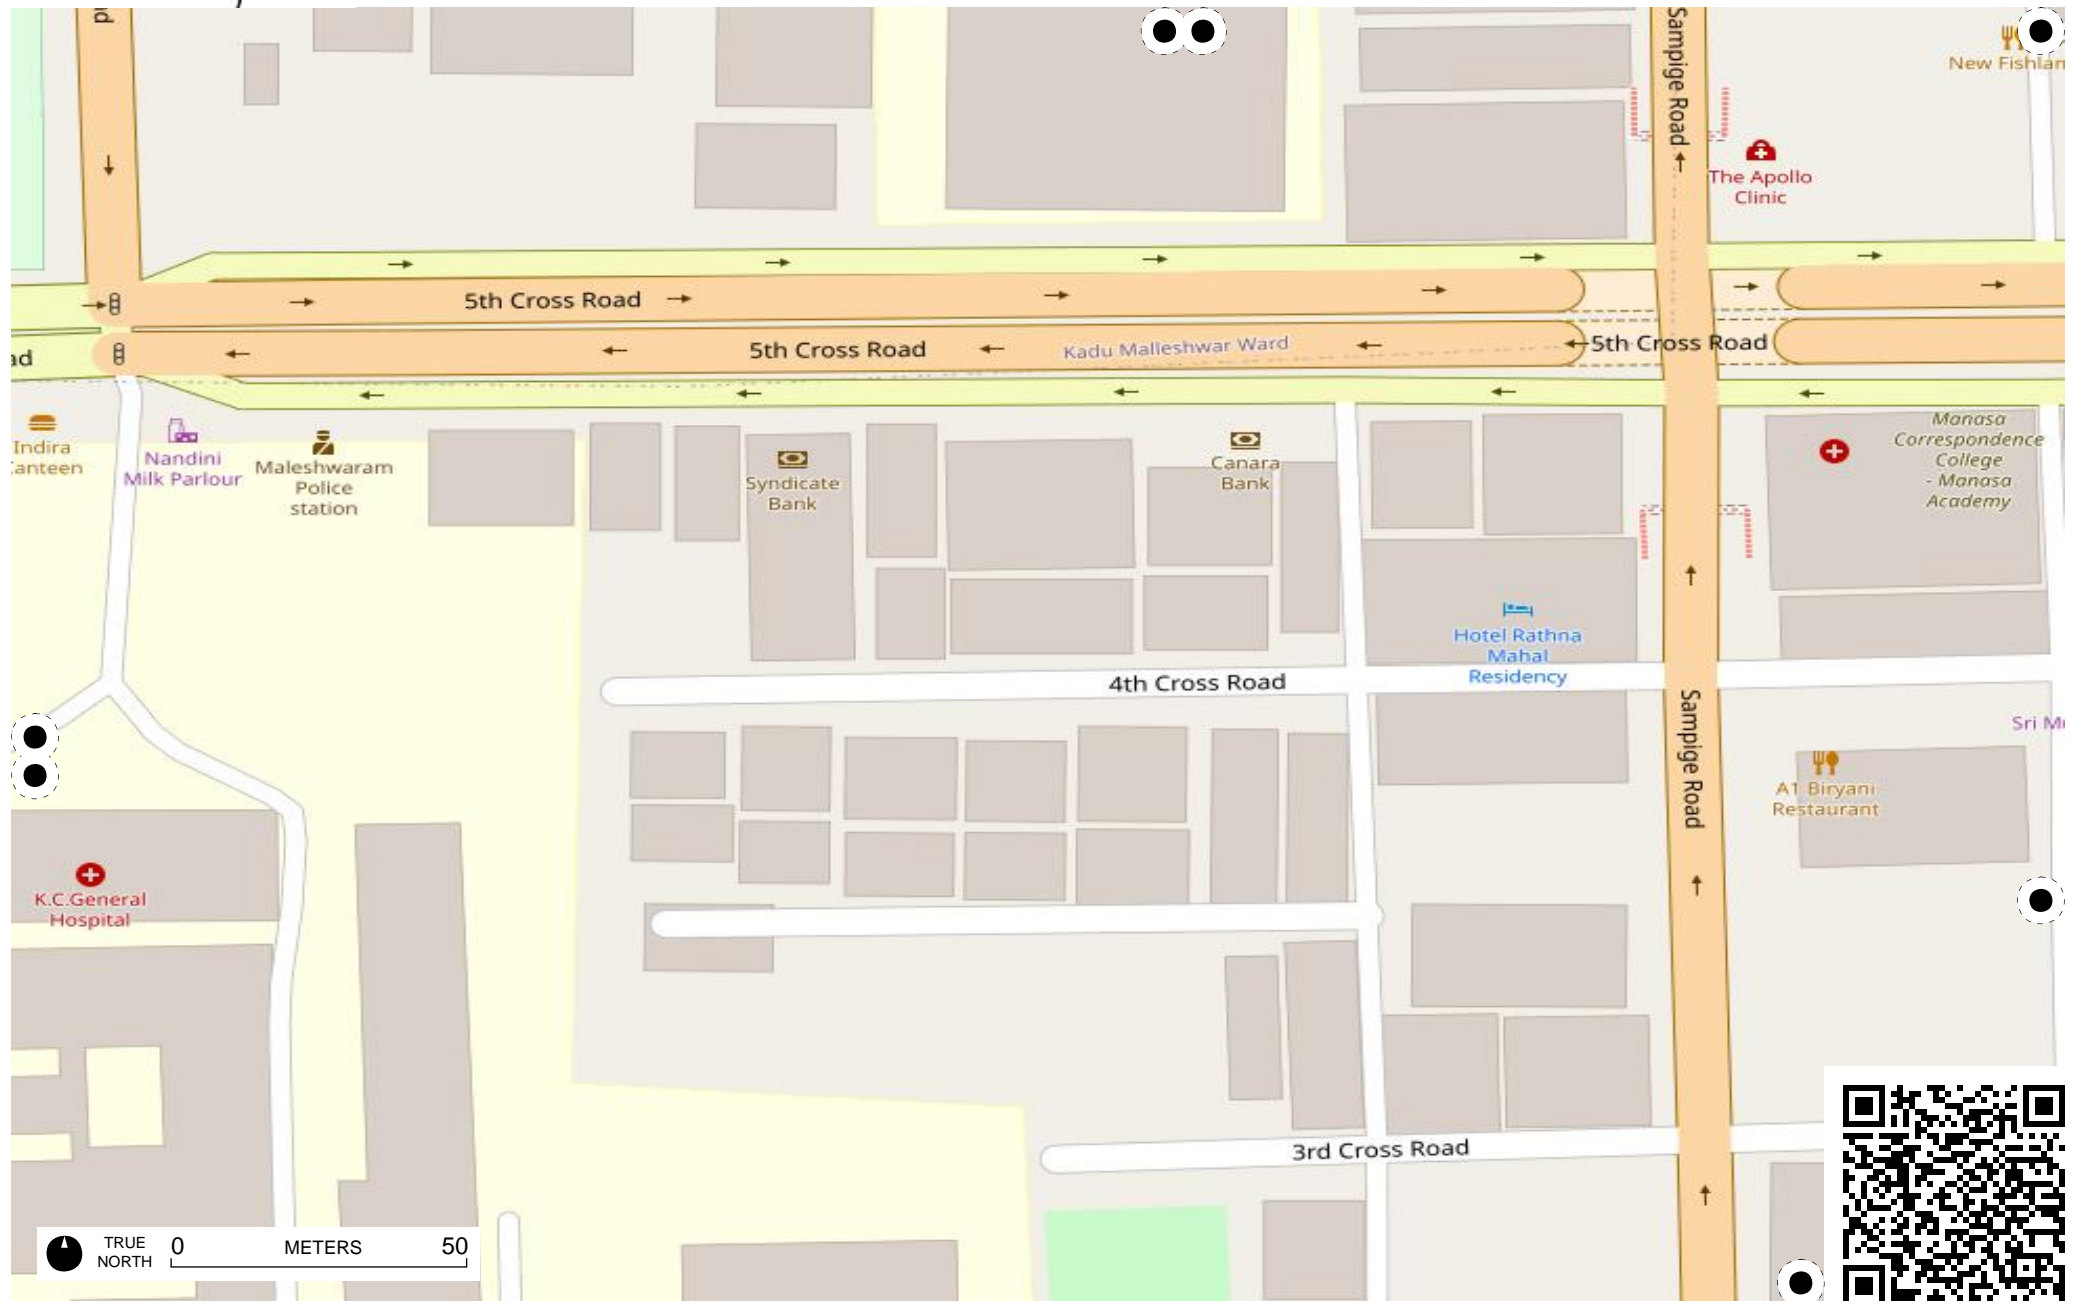 Sampige Road
New Fishlan
The Apollo
Clinic
5th Cross Road
5th Cross Road
Kadu Malleshwar Ward
5th Cross Road
ad
Indira
anteen
Nandini
Milk Parlour
Maleshwaram
Police
station
Syndicate
Bank
Canara
Bank
Manasa
Correspondence
College
- Manasa
Academy
Hotel Rathna
Mahal
Residency
4th Cross Road
Sampige Road
Sri M
A1 Biryani
Restaurant
K.C.General
Hospital
3rd Cross Road
TRUE
NORTH
0 METERS 50